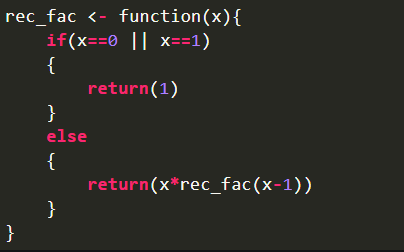 rec_fac <- function(x){
    if(x==0 || x==1)
    {
        return(1)
    }
    else
    {
        return(x*rec_fac(x-1))
    }
}